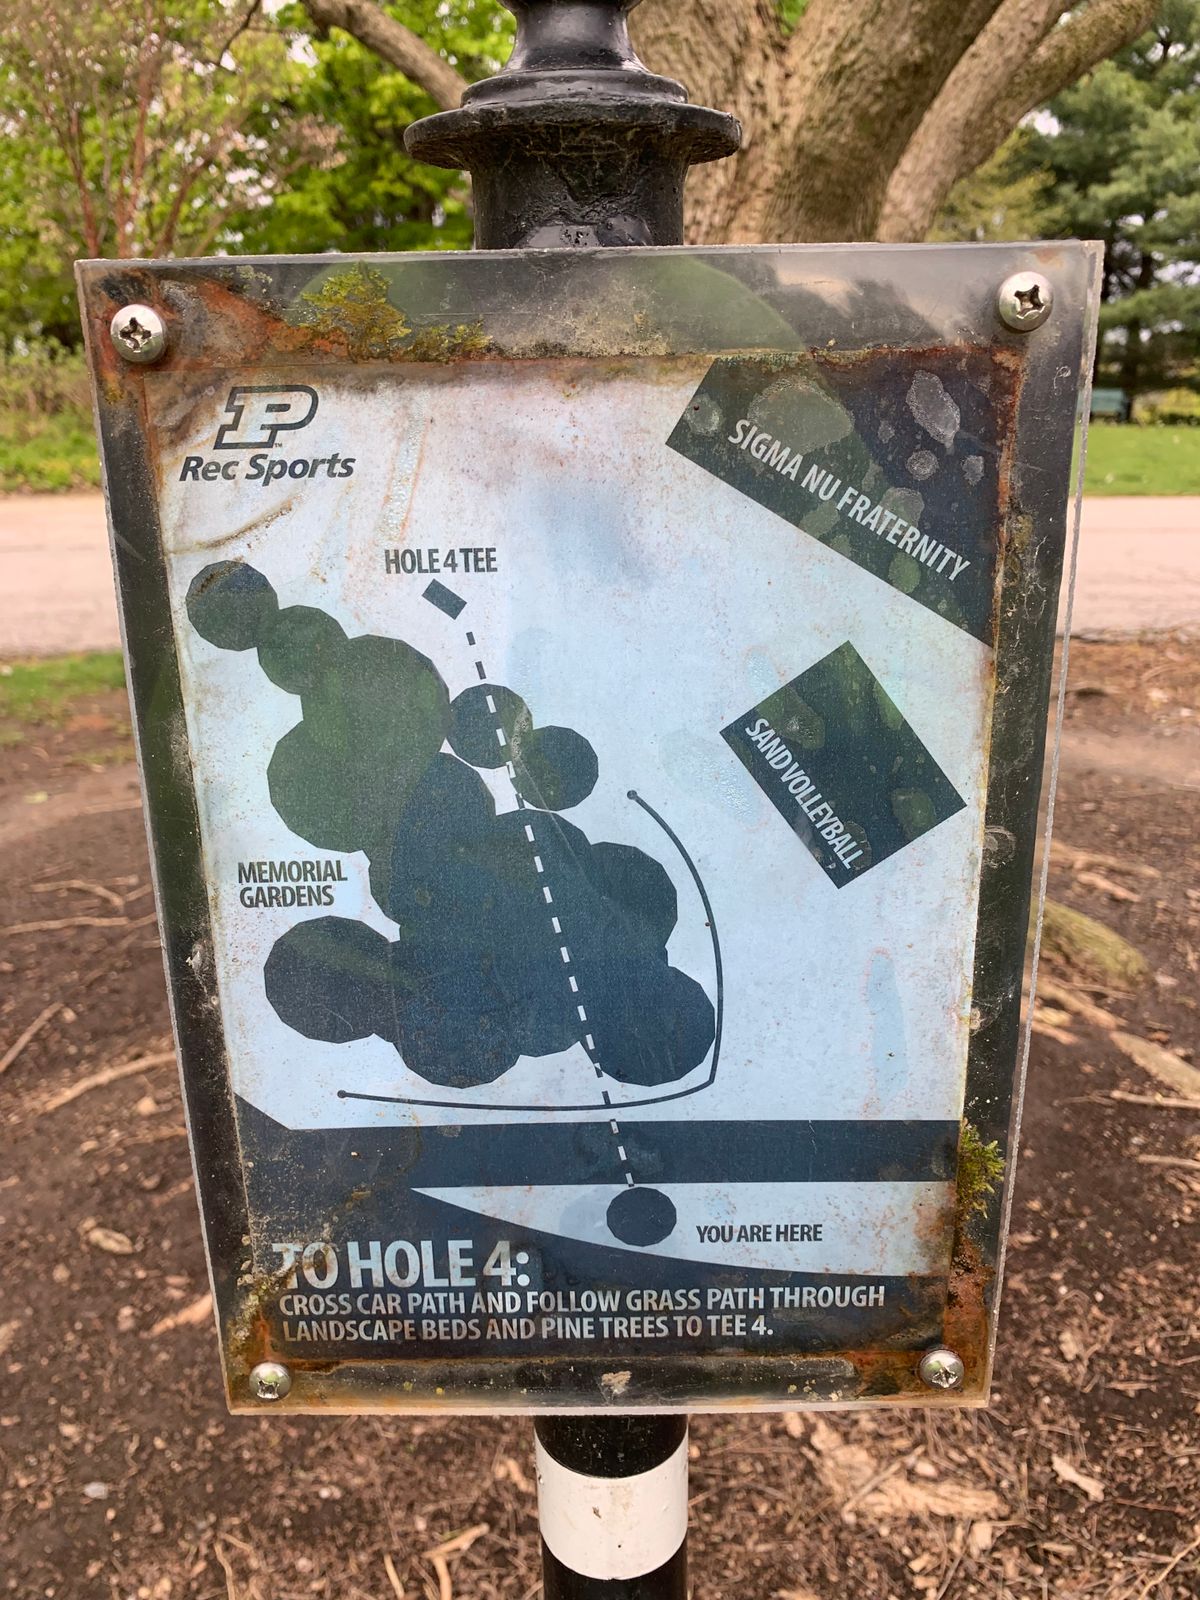 P
Rec Sports
SIGMA NU FRATERNITY
HOLE 4 TEE
SAND VOLLEYBALL
MEMORIAL
GARDENS
YOU ARE HERE
TO HOLE 4:
CROSS CAR PATH AND FOLLOW GRASS PATH THROUGH
LANDSCAPE BEDS AND PINE TREES TO TEE 4.